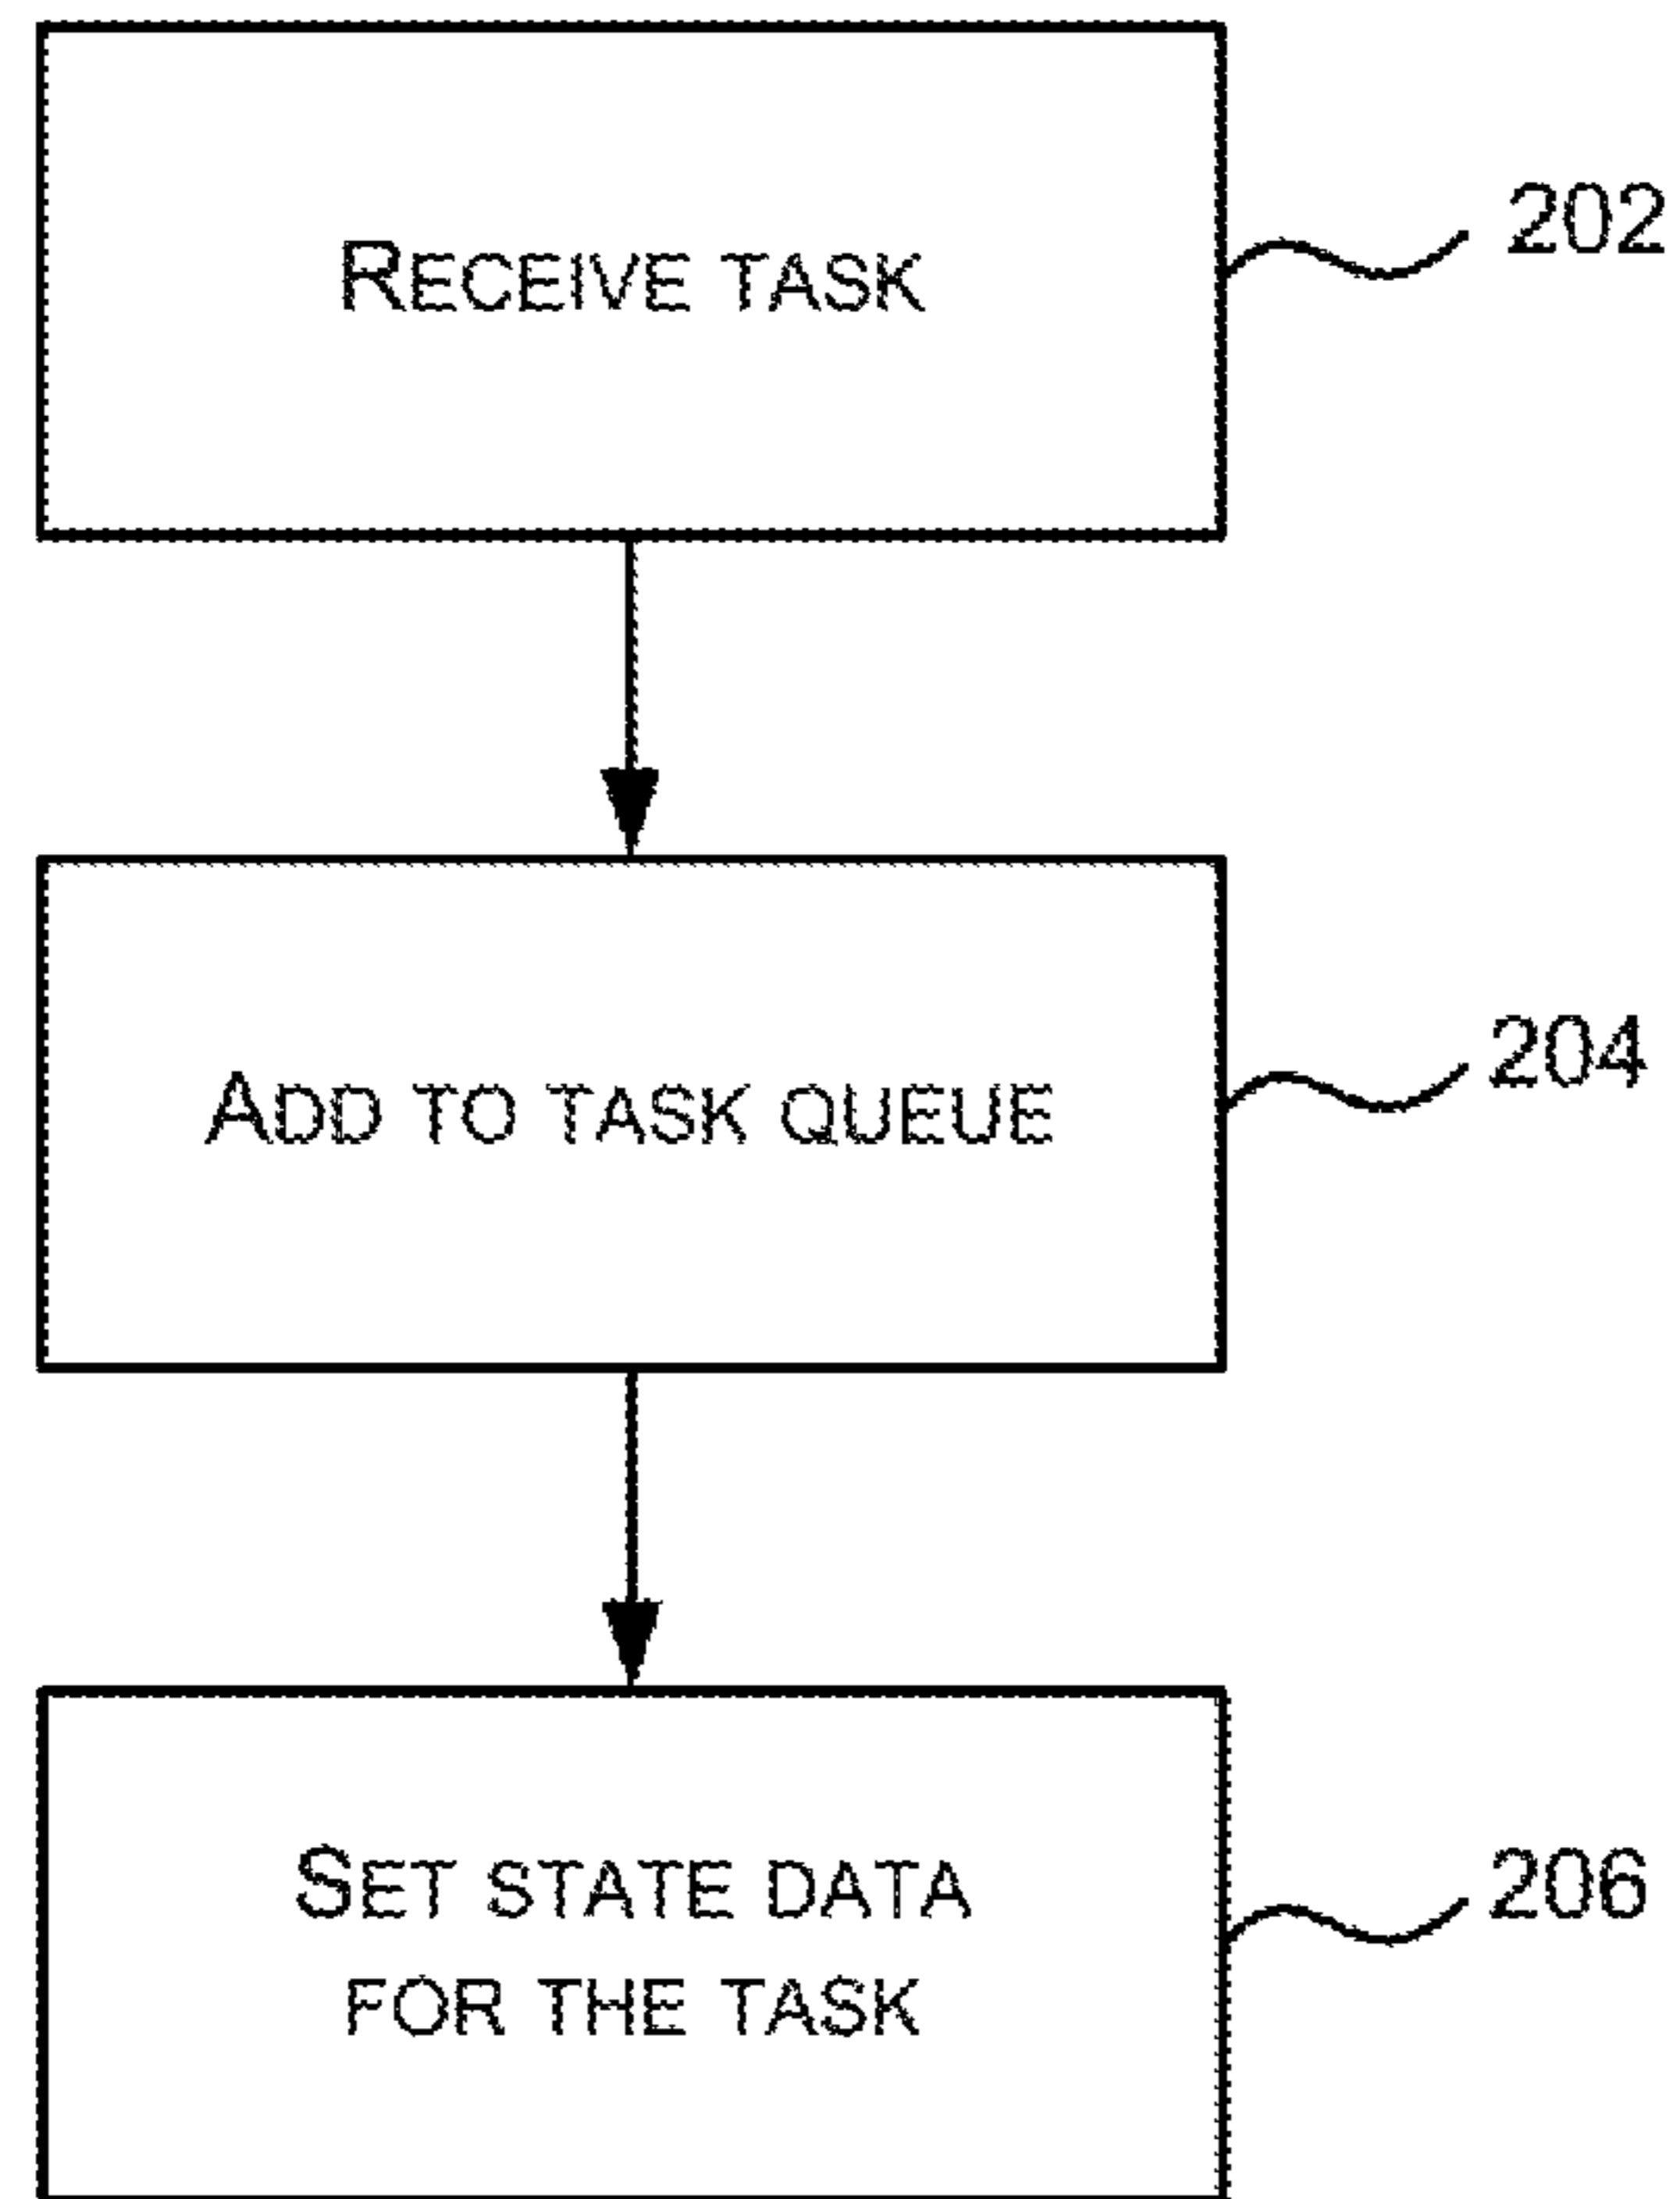 RECEIVE TASK
202
ADD TO TASK QUEUE
204
SET STATE DATA
FOR THE TASK
206